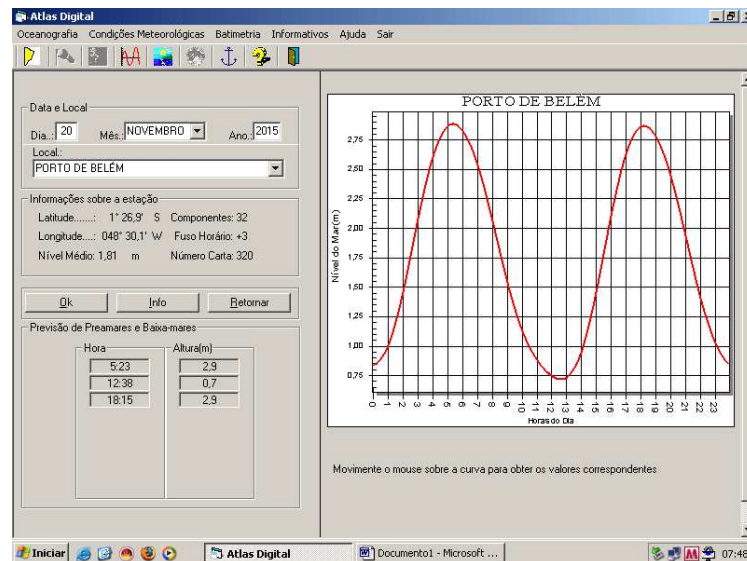 Atlas Digital
Oceanografia Condições Meteorológicas Batimetria Informativos Ajuda Sair
Data e Local
Dia..: 20 Mês.: NOVEMBRO Ano.: 2015
Local.:
PORTO DE BELÉM
Informações sobre a estação
Latitude.......: 1° 26,9' S Componentes: 32
Longitude....: 048° 30,1' W Fuso Horário: +3
Nível Médio: 1,81 m Número Carta: 320
Ok Info Retornar
Previsão de Preamares e Baixa-mares
Hora Altura(m)
5:23 2,9
12:38 0,7
18:15 2,9
PORTO DE BELÉM
Nível do Mar(m)
2,75
2,50
2,25
2,00
1,75
1,50
1,25
1,00
0,75
0 1 2 3 4 5 6 7 8 9 10 11 12 13 14 15 16 17 18 19 20 21 22 23
Horas do Dia
Movimente o mouse sobre a curva para obter os valores correspondentes
Iniciar Atlas Digital Documento1 - Microsoft ... 07:48